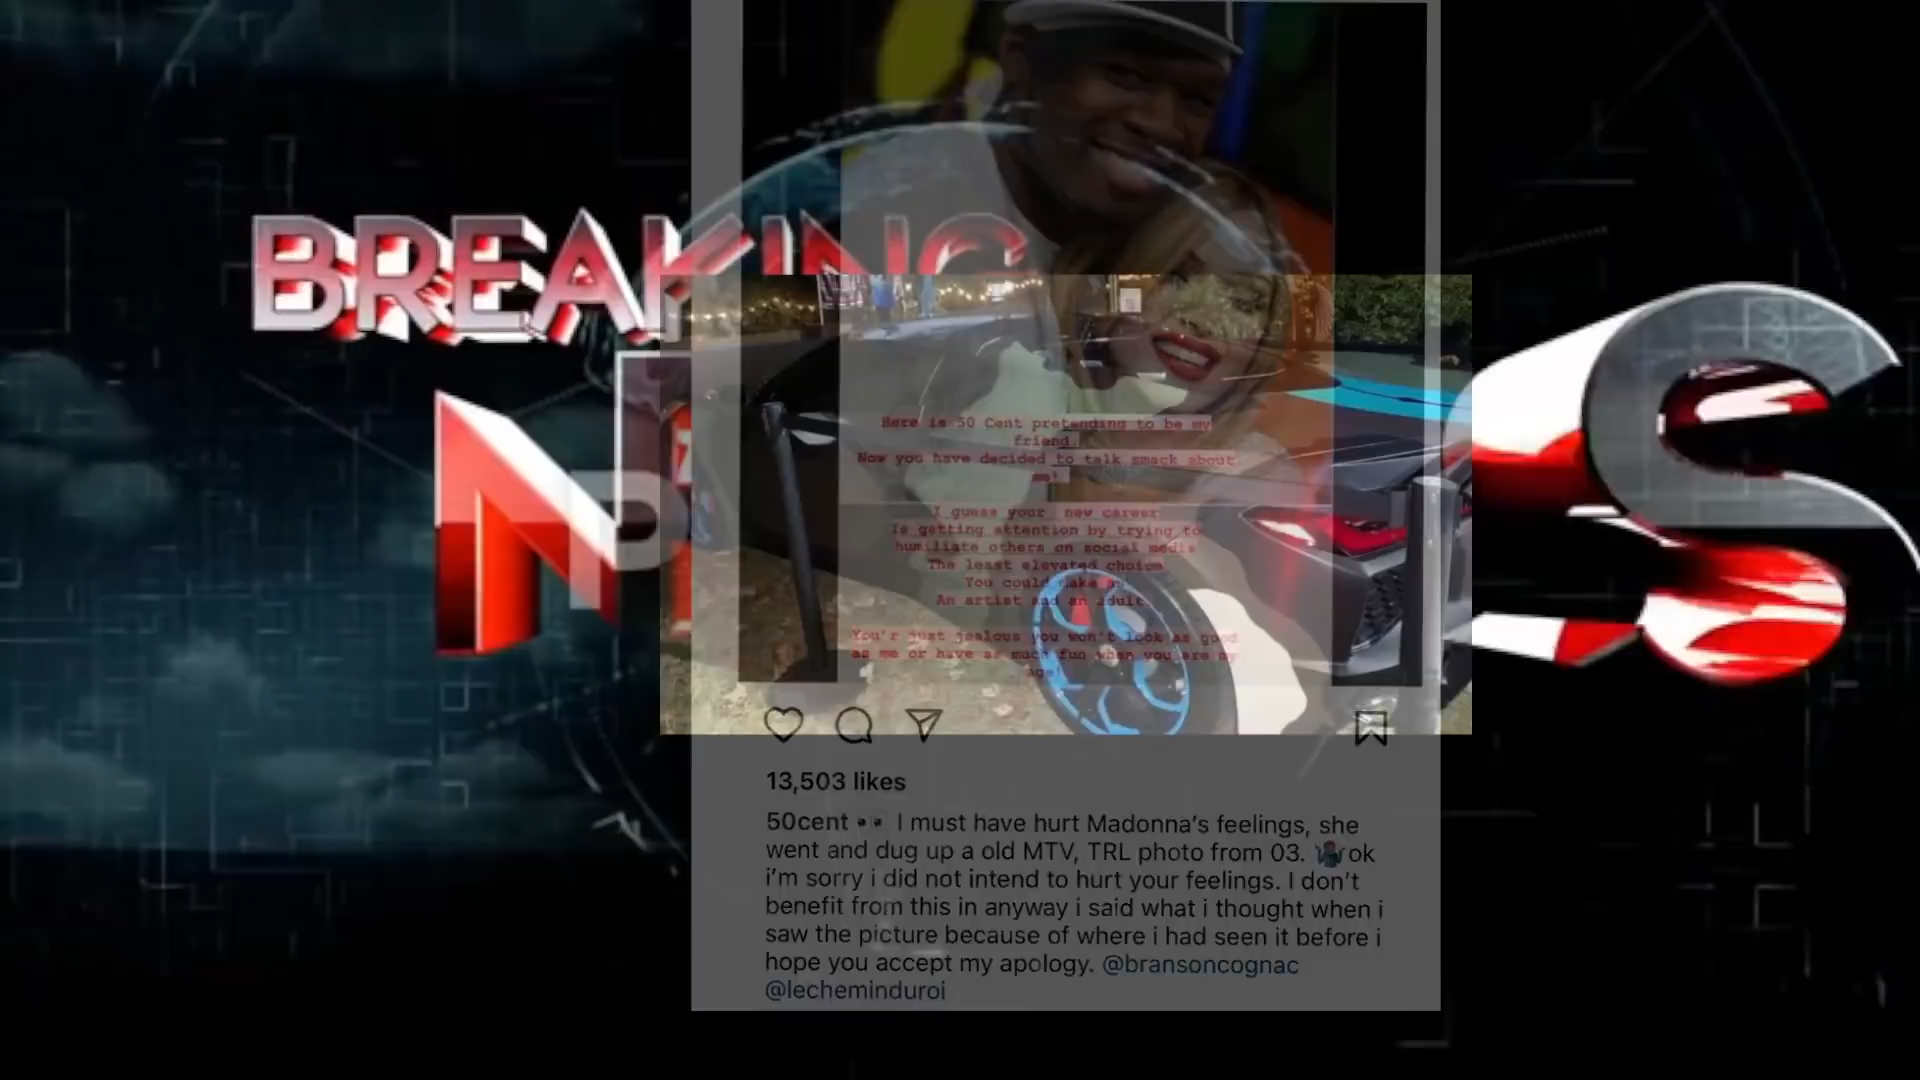 BREAKING
N S
Here is 50 Cent pretending to be my
friend.
Now you have decided to talk smack about
me!
I guess your new career
Is getting attention by trying to
humiliate others on social media
The least elevated choice
You could make as
An artist and an adult.
You'r just jealous you won't look as good
as me or have as much fun when you are my
age!
13,503 likes
50cent 👀 I must have hurt Madonna's feelings, she
went and dug up a old MTV, TRL photo from 03. 🤷🏽‍♂️ok
i'm sorry i did not intend to hurt your feelings. I don't
benefit from this in anyway i said what i thought when i
saw the picture because of where i had seen it before i
hope you accept my apology. @bransoncognac
@lecheminduroi